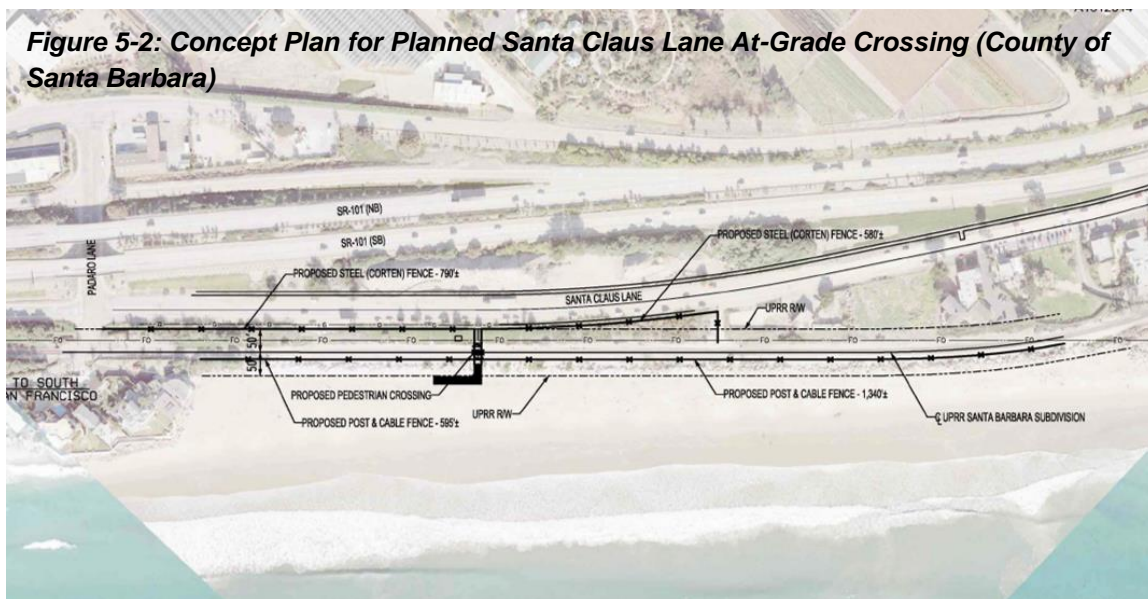 Figure 5-2: Concept Plan for Planned Santa Claus Lane At-Grade Crossing (County of
Santa Barbara)
SR-101 (NB)
SR-101 (SB)
PADARO LANE
PROPOSED STEEL (CORTEN) FENCE - 580'±
PROPOSED STEEL (CORTEN) FENCE - 790'±
SANTA CLAUS LANE
UPRR R/W
50'
50'
TO SOUTH
AN FRANCISCO
PROPOSED PEDESTRIAN CROSSING
PROPOSED POST & CABLE FENCE - 1,340'±
UPRR R/W
PROPOSED POST & CABLE FENCE - 595'±
℄ UPRR SANTA BARBARA SUBDIVISION